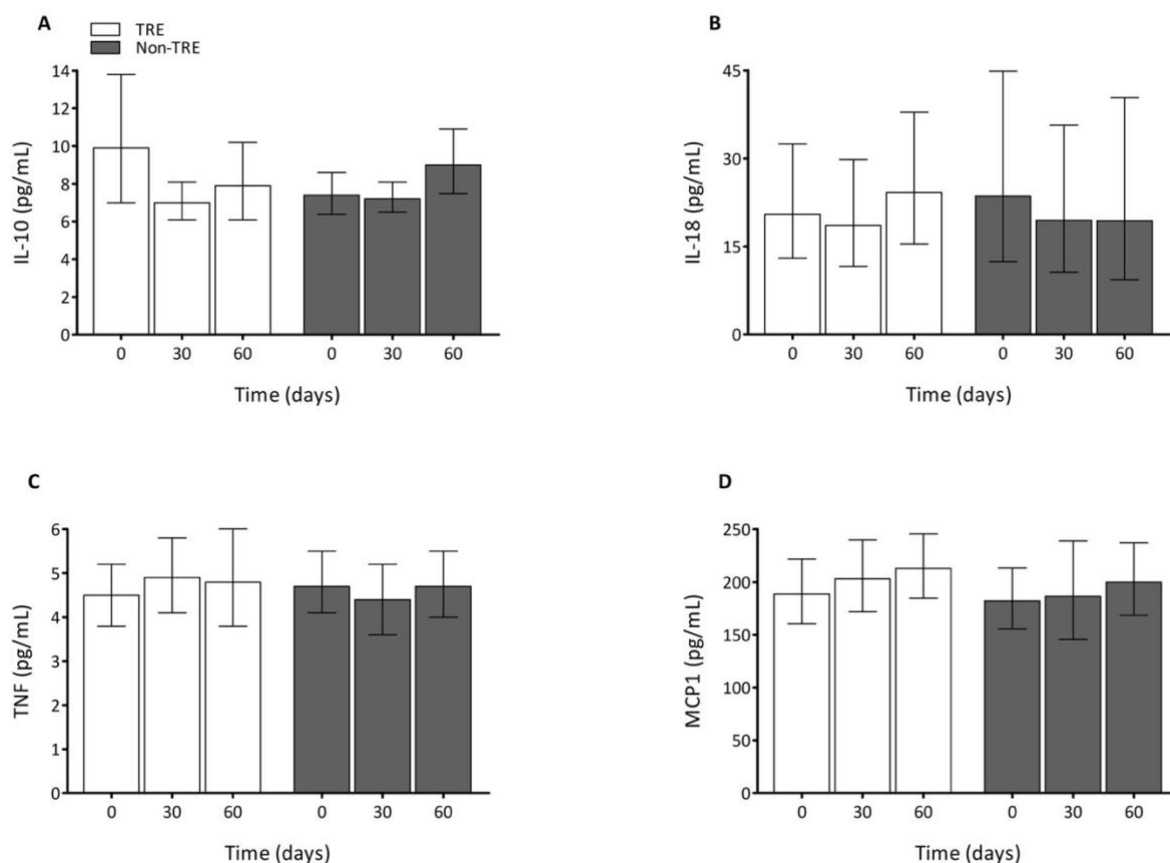 A
TRE
Non-TRE
IL-10 (pg/mL)
14
12
10
8
6
4
2
0
0 30 60 0 30 60
Time (days)
B
IL-18 (pg/mL)
45
30
15
0
0 30 60 0 30 60
Time (days)
C
TNF (pg/mL)
6
5
4
3
2
1
0
0 30 60 0 30 60
Time (days)
D
MCP1 (pg/mL)
250
200
150
100
50
0
0 30 60 0 30 60
Time (days)